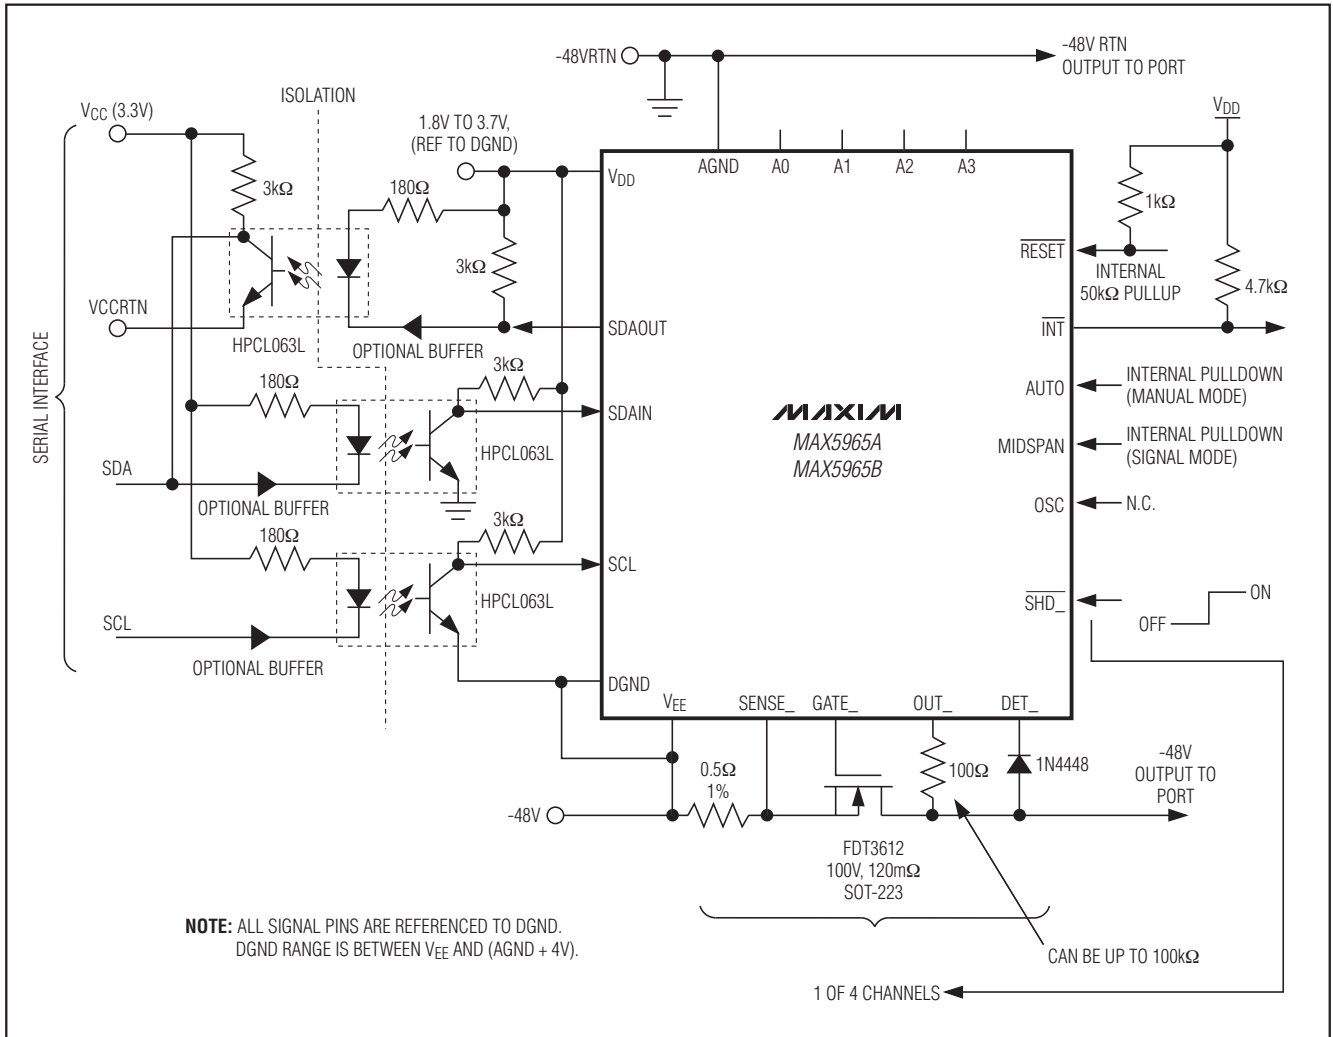 -48VRTN
-48V RTN
OUTPUT TO PORT
ISOLATION
VCC (3.3V)
1.8V TO 3.7V,
(REF TO DGND)
VDD
3kΩ
180Ω
VDD
AGND
A0
A1
A2
A3
1kΩ
3kΩ
RESET
INTERNAL
50kΩ PULLUP
4.7kΩ
VCCRTN
HPCL063L
OPTIONAL BUFFER
SDAOUT
INT
SERIAL INTERFACE
180Ω
3kΩ
SDAIN
AUTO
INTERNAL PULLDOWN
(MANUAL MODE)
MAXIM
MAX5965A
MAX5965B
HPCL063L
MIDSPAN
INTERNAL PULLDOWN
(SIGNAL MODE)
SDA
OPTIONAL BUFFER
OSC
N.C.
180Ω
3kΩ
SCL
HPCL063L
SHD_
ON
OFF
SCL
OPTIONAL BUFFER
DGND
VEE
SENSE_
GATE_
OUT_
DET_
0.5Ω
1%
100Ω
1N4448
-48V
OUTPUT TO
PORT
-48V
FDT3612
100V, 120mΩ
SOT-223
NOTE: ALL SIGNAL PINS ARE REFERENCED TO DGND.
DGND RANGE IS BETWEEN VEE AND (AGND + 4V).
CAN BE UP TO 100kΩ
1 OF 4 CHANNELS